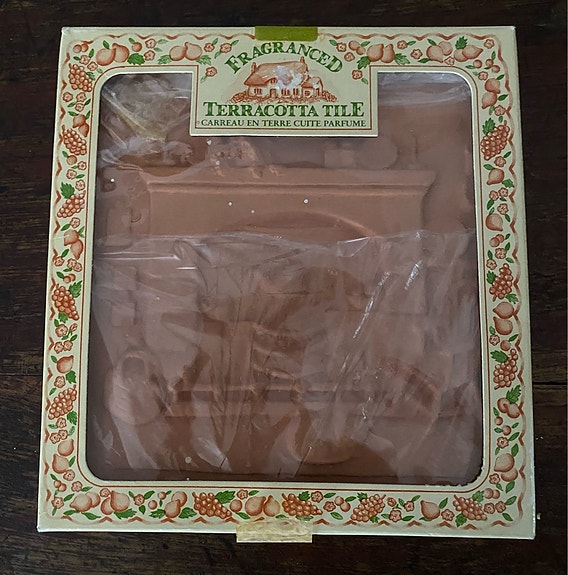 FRAGRANCED
TERRACOTTA TILE
CARREAU EN TERRE CUITE PARFUME